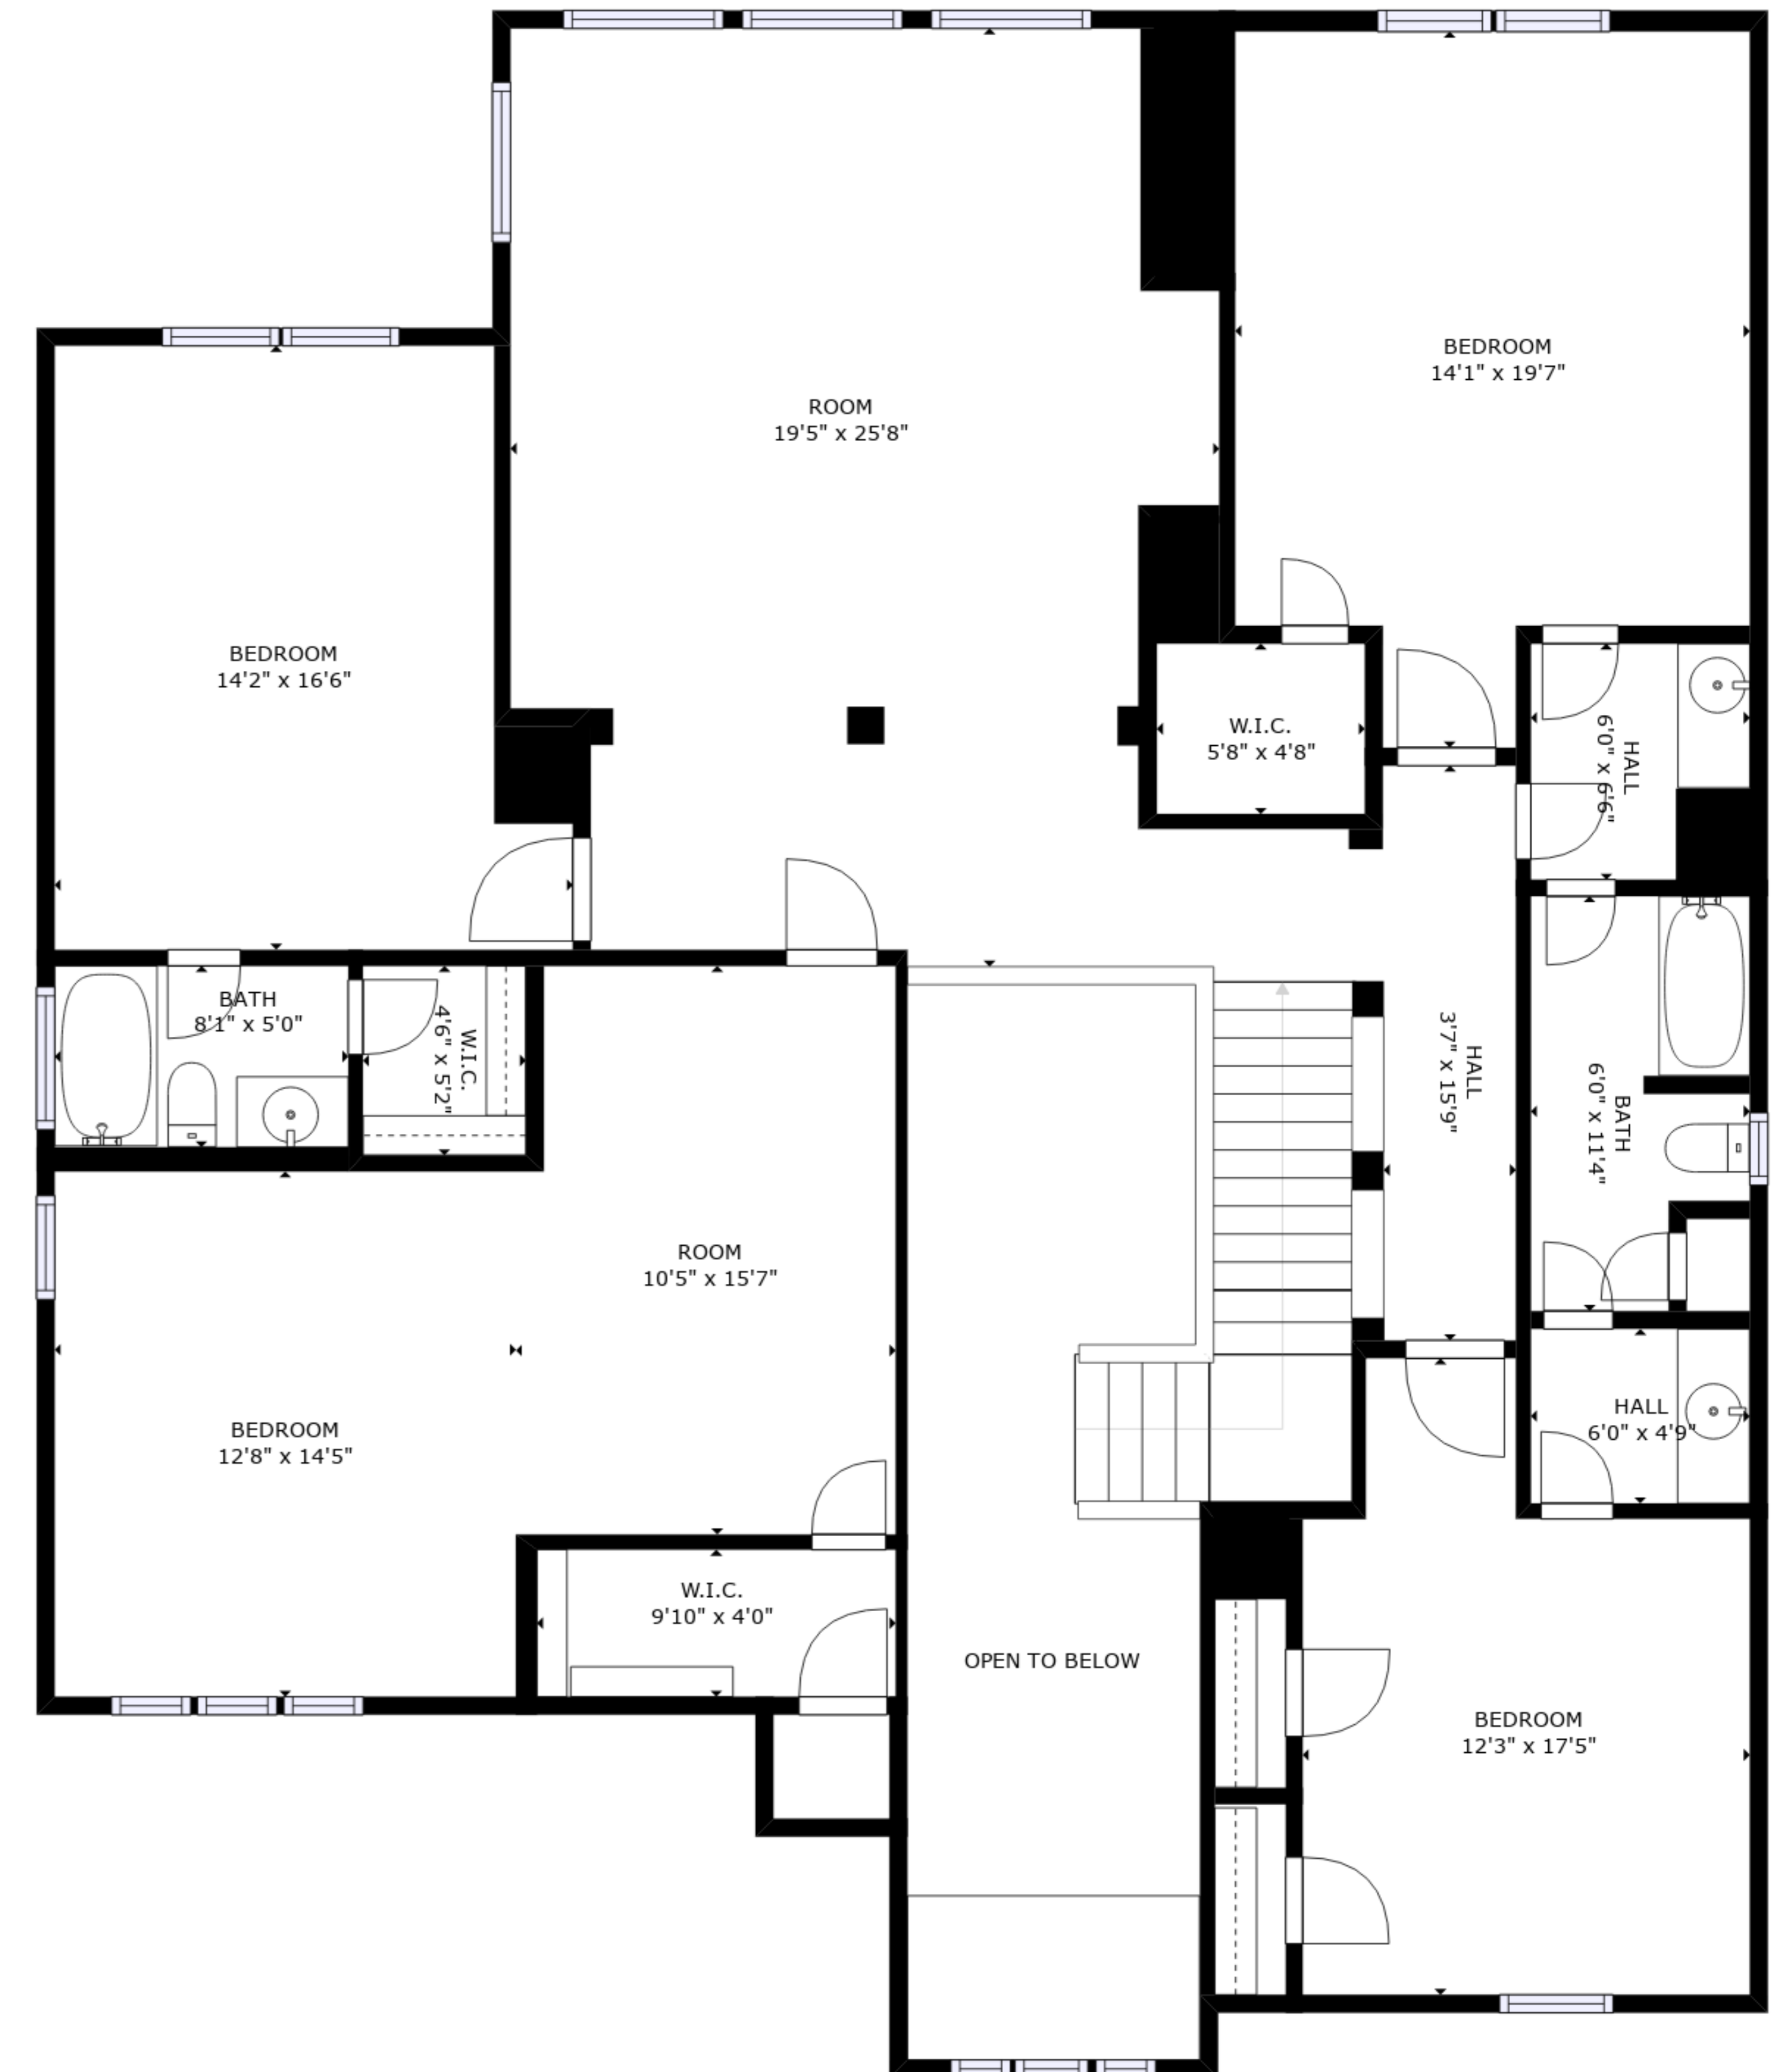 BEDROOM
14'1" x 19'7"
ROOM
19'5" x 25'8"
BEDROOM
14'2" x 16'6"
W.I.C.
5'8" x 4'8"
HALL
6'0" x 6'6"
BATH
8'1" x 5'0"
W.I.C.
4'6" x 5'2"
HALL
3'7" x 15'9"
BATH
6'0" x 11'4"
ROOM
10'5" x 15'7"
BEDROOM
12'8" x 14'5"
HALL
6'0" x 4'9"
W.I.C.
9'10" x 4'0"
OPEN TO BELOW
BEDROOM
12'3" x 17'5"